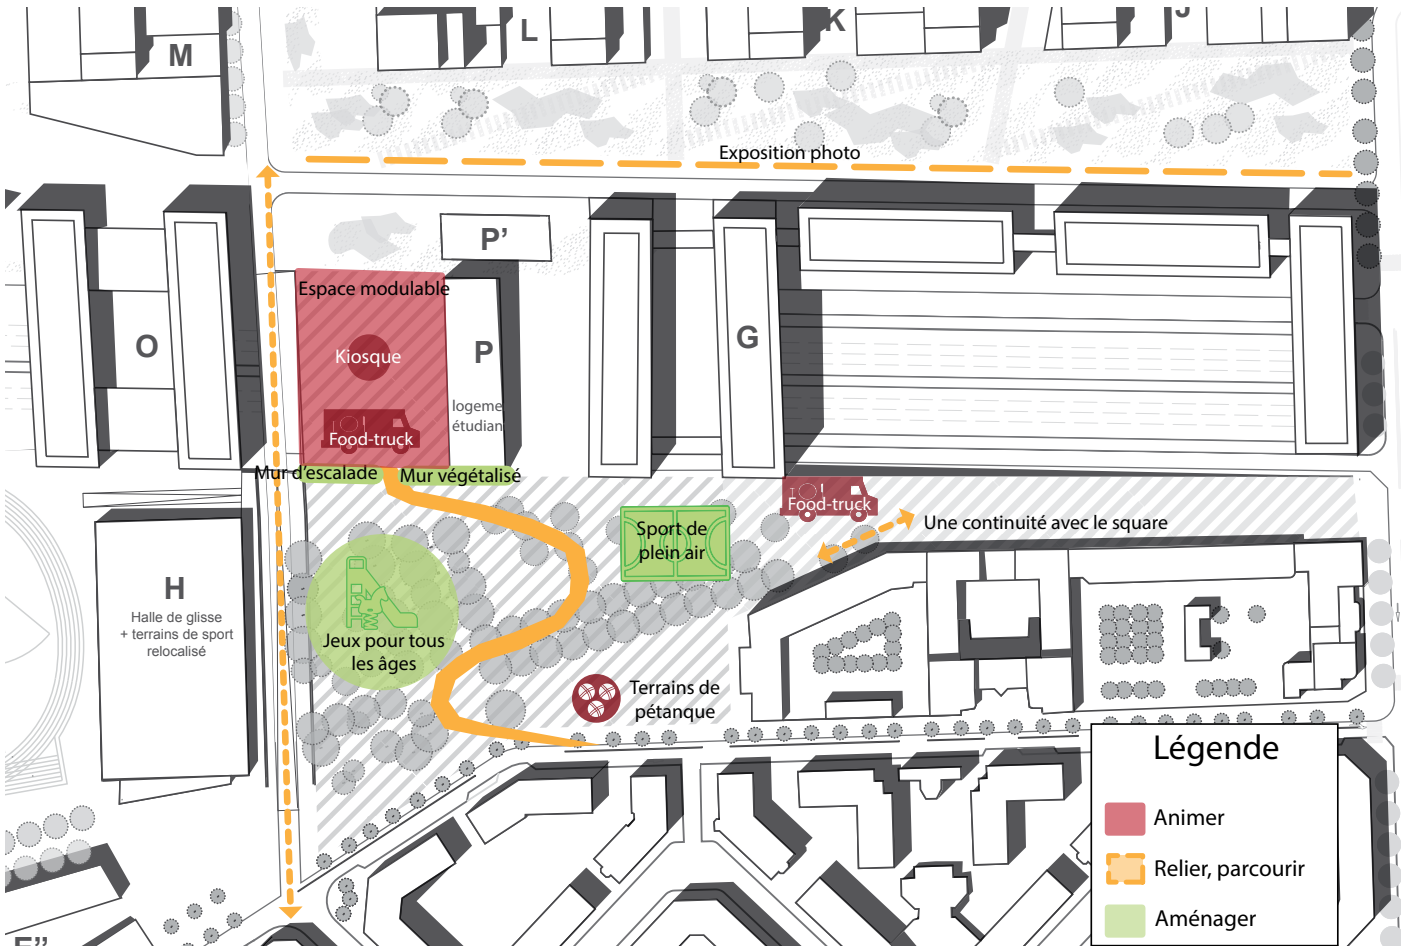 L
K
J
M
Exposition photo
P’
Espace modulable
O
Kiosque
P
G
logeme
étudian
Food-truck
Mur d’escalade
Mur végétalisé
Food-truck
Sport de
plein air
Une continuité avec le square
H
Halle de glisse
+ terrains de sport
relocalisé
Jeux pour tous
les âges
Terrains de
pétanque
Légende
Animer
Relier, parcourir
Aménager
E”